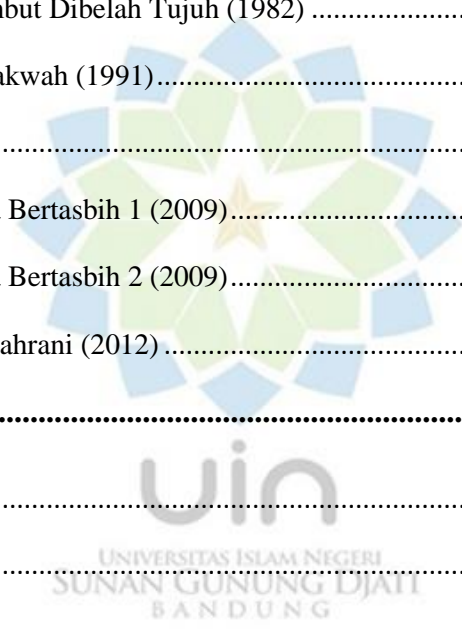 mbut Dibelah Tujuh (1982) ................................
akwah (1991)................................................
................................................................
Bertasbih 1 (2009)......................................
Bertasbih 2 (2009)......................................
ahrani (2012) ...............................................
................................................................
uin
................................................................
UNIVERSITAS ISLAM NEGERI
................................................................
SUNAN GUNUNG DJATI
BANDUNG